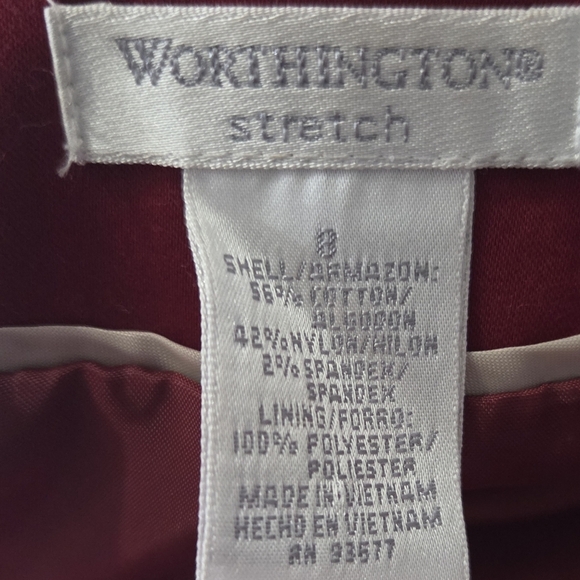 WORTHINGTON®
stretch
8
SHELL/ARMAZON:
56% COTTON/
ALGODON
42% NYLON/NILON
2% SPANDEX/
SPANDEX
LINING/FORRO:
100% POLYESTER/
POLIESTER
MADE IN VIETNAM
HECHO EN VIETNAM
RN 93677